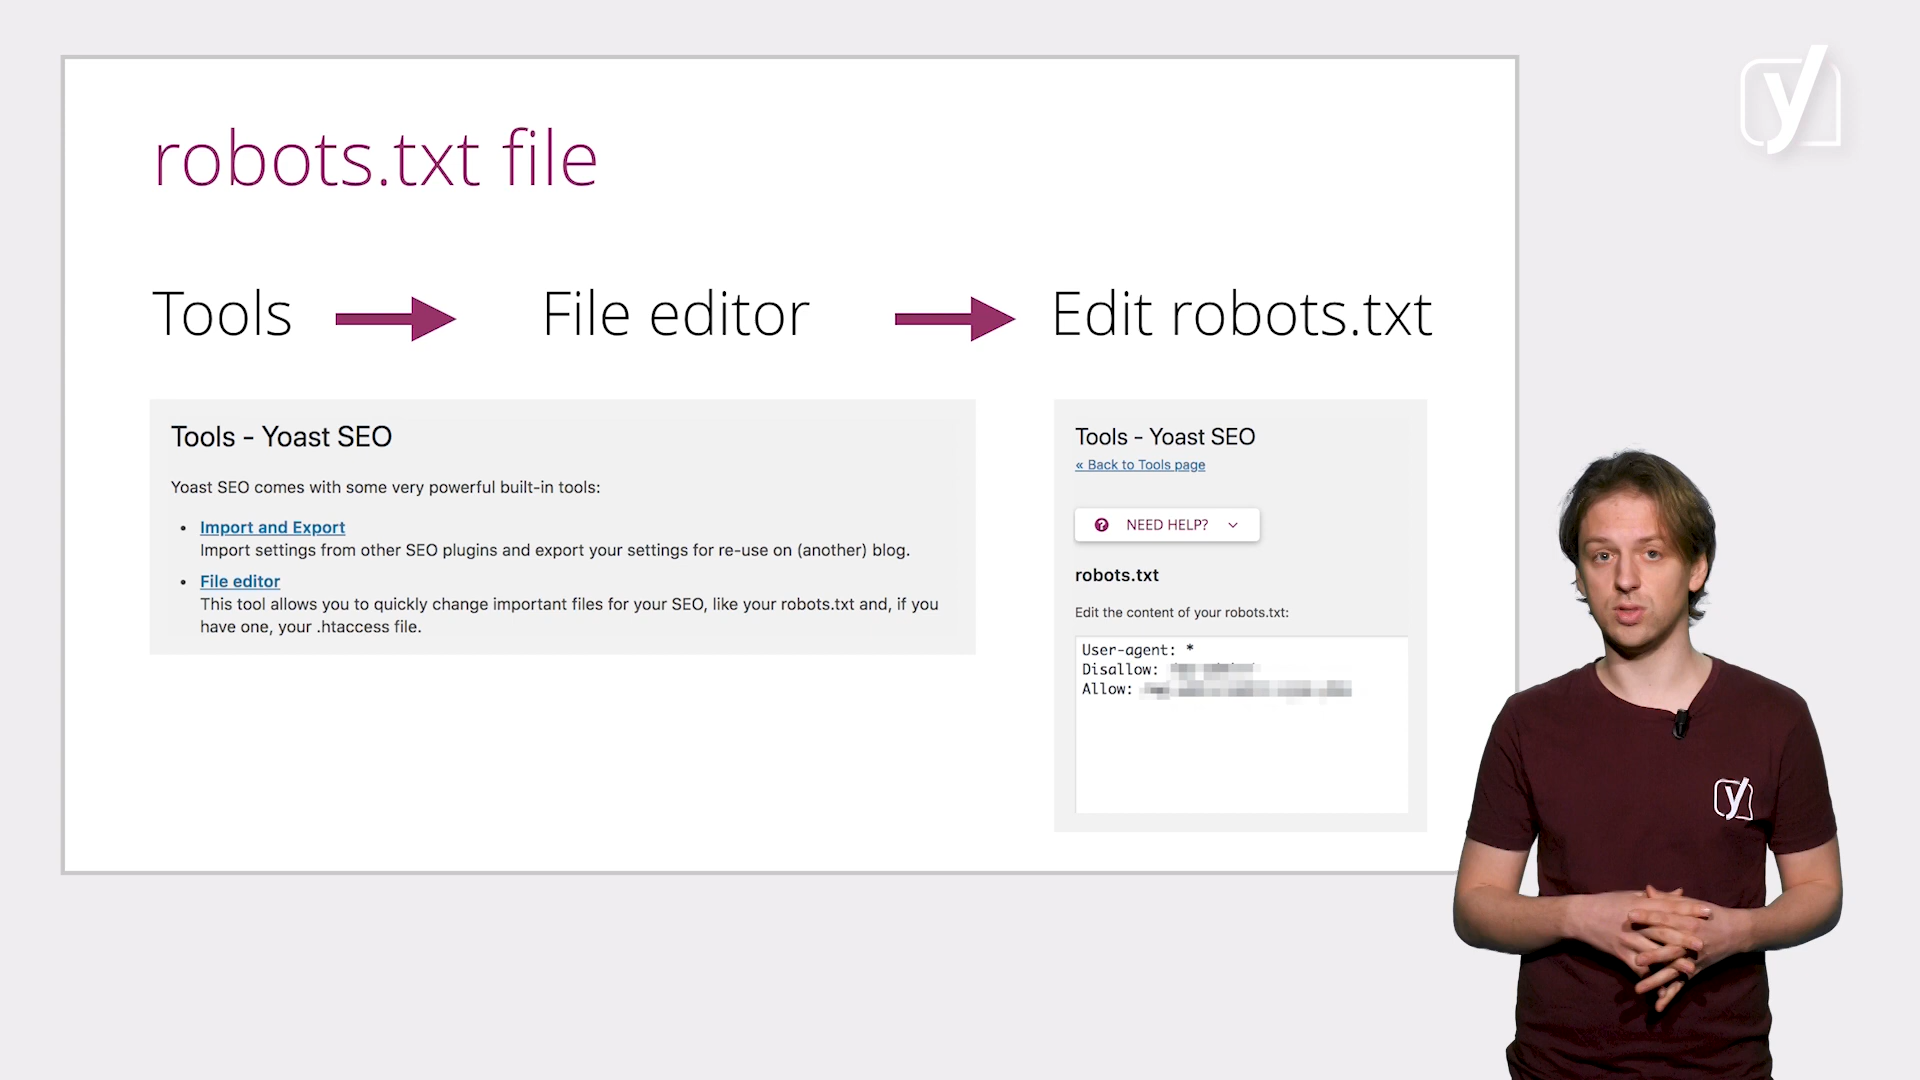 robots.txt file
Tools
File editor
Edit robots.txt
Tools - Yoast SEO
Yoast SEO comes with some very powerful built-in tools:
Import and Export
Import settings from other SEO plugins and export your settings for re-use on (another) blog.
File editor
This tool allows you to quickly change important files for your SEO, like your robots.txt and, if you
have one, your .htaccess file.
Tools - Yoast SEO
« Back to Tools page
NEED HELP?
robots.txt
Edit the content of your robots.txt:
User-agent: *
Disallow:
Allow:
y
y